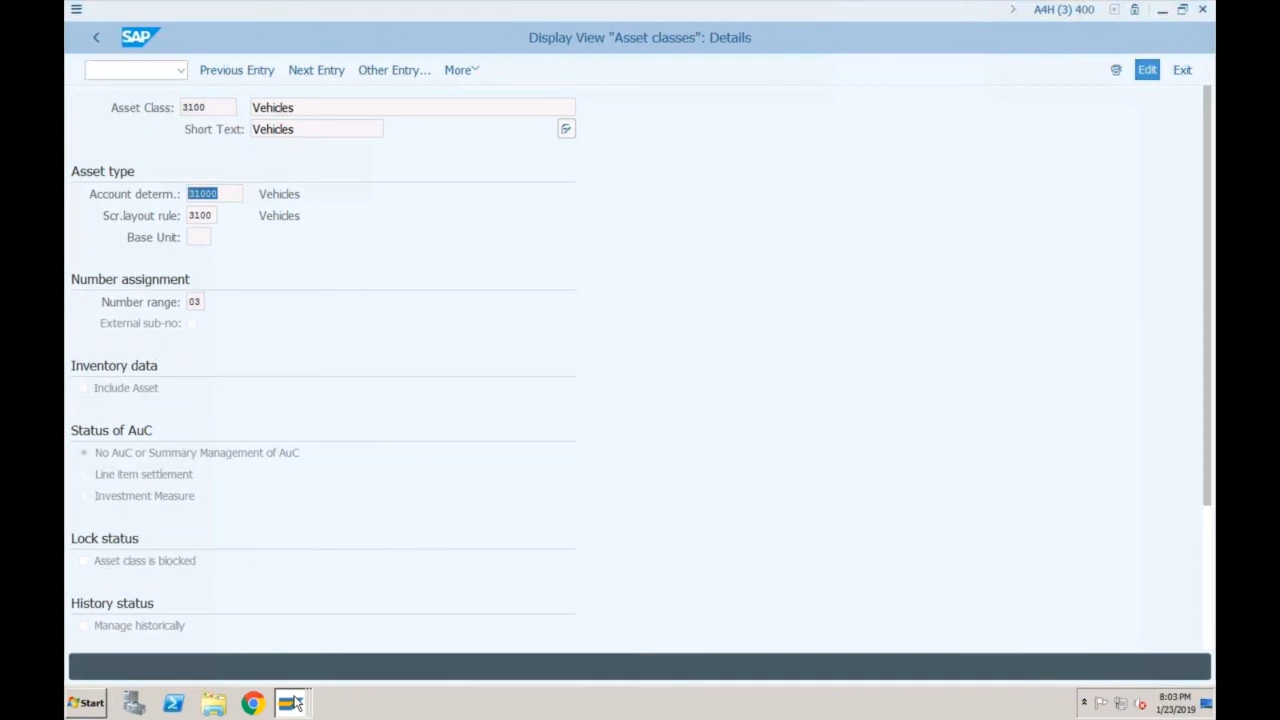 A4H (3) 400
SAP
Display View "Asset classes": Details
Previous Entry Next Entry Other Entry... More Edit Exit
Asset Class: 3100 Vehicles
Short Text: Vehicles
Asset type
Account determ.: 31000 Vehicles
Scr.layout rule: 3100 Vehicles
Base Unit:
Number assignment
Number range: 03
External sub-no:
Inventory data
Include Asset
Status of AuC
No AuC or Summary Management of AuC
Line item settlement
Investment Measure
Lock status
Asset class is blocked
History status
Manage historically
Start
8:03 PM
1/23/2019